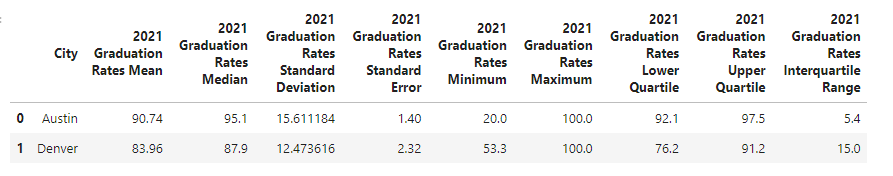 City 2021 Graduation Rates Mean 2021 Graduation Rates Median 2021 Graduation Rates Standard Deviation 2021 Graduation Rates Standard Error 2021 Graduation Rates Minimum 2021 Graduation Rates Maximum 2021 Graduation Rates Lower Quartile 2021 Graduation Rates Upper Quartile 2021 Graduation Rates Interquartile Range
0 Austin 90.74 95.1 15.611184 1.40 20.0 100.0 92.1 97.5 5.4
1 Denver 83.96 87.9 12.473616 2.32 53.3 100.0 76.2 91.2 15.0